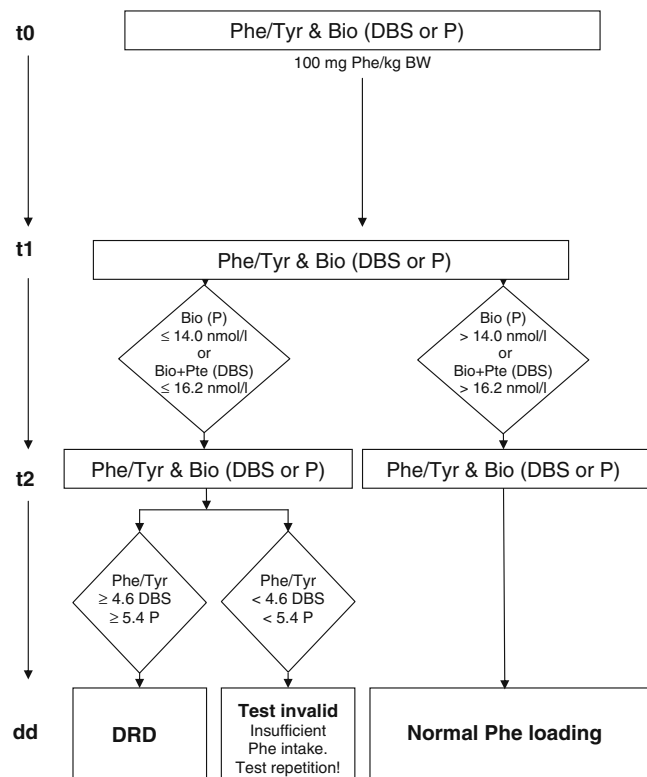 t0
Phe/Tyr & Bio (DBS or P)
100 mg Phe/kg BW
t1
Phe/Tyr & Bio (DBS or P)
Bio (P)
≤ 14.0 nmol/l
or
Bio+Pte (DBS)
≤ 16.2 nmol/l
Bio (P)
> 14.0 nmol/l
or
Bio+Pte (DBS)
> 16.2 nmol/l
t2
Phe/Tyr & Bio (DBS or P)
Phe/Tyr & Bio (DBS or P)
Phe/Tyr
≥ 4.6 DBS
≥ 5.4 P
Phe/Tyr
< 4.6 DBS
< 5.4 P
dd
DRD
Test invalid
Insufficient
Phe intake.
Test repetition!
Normal Phe loading